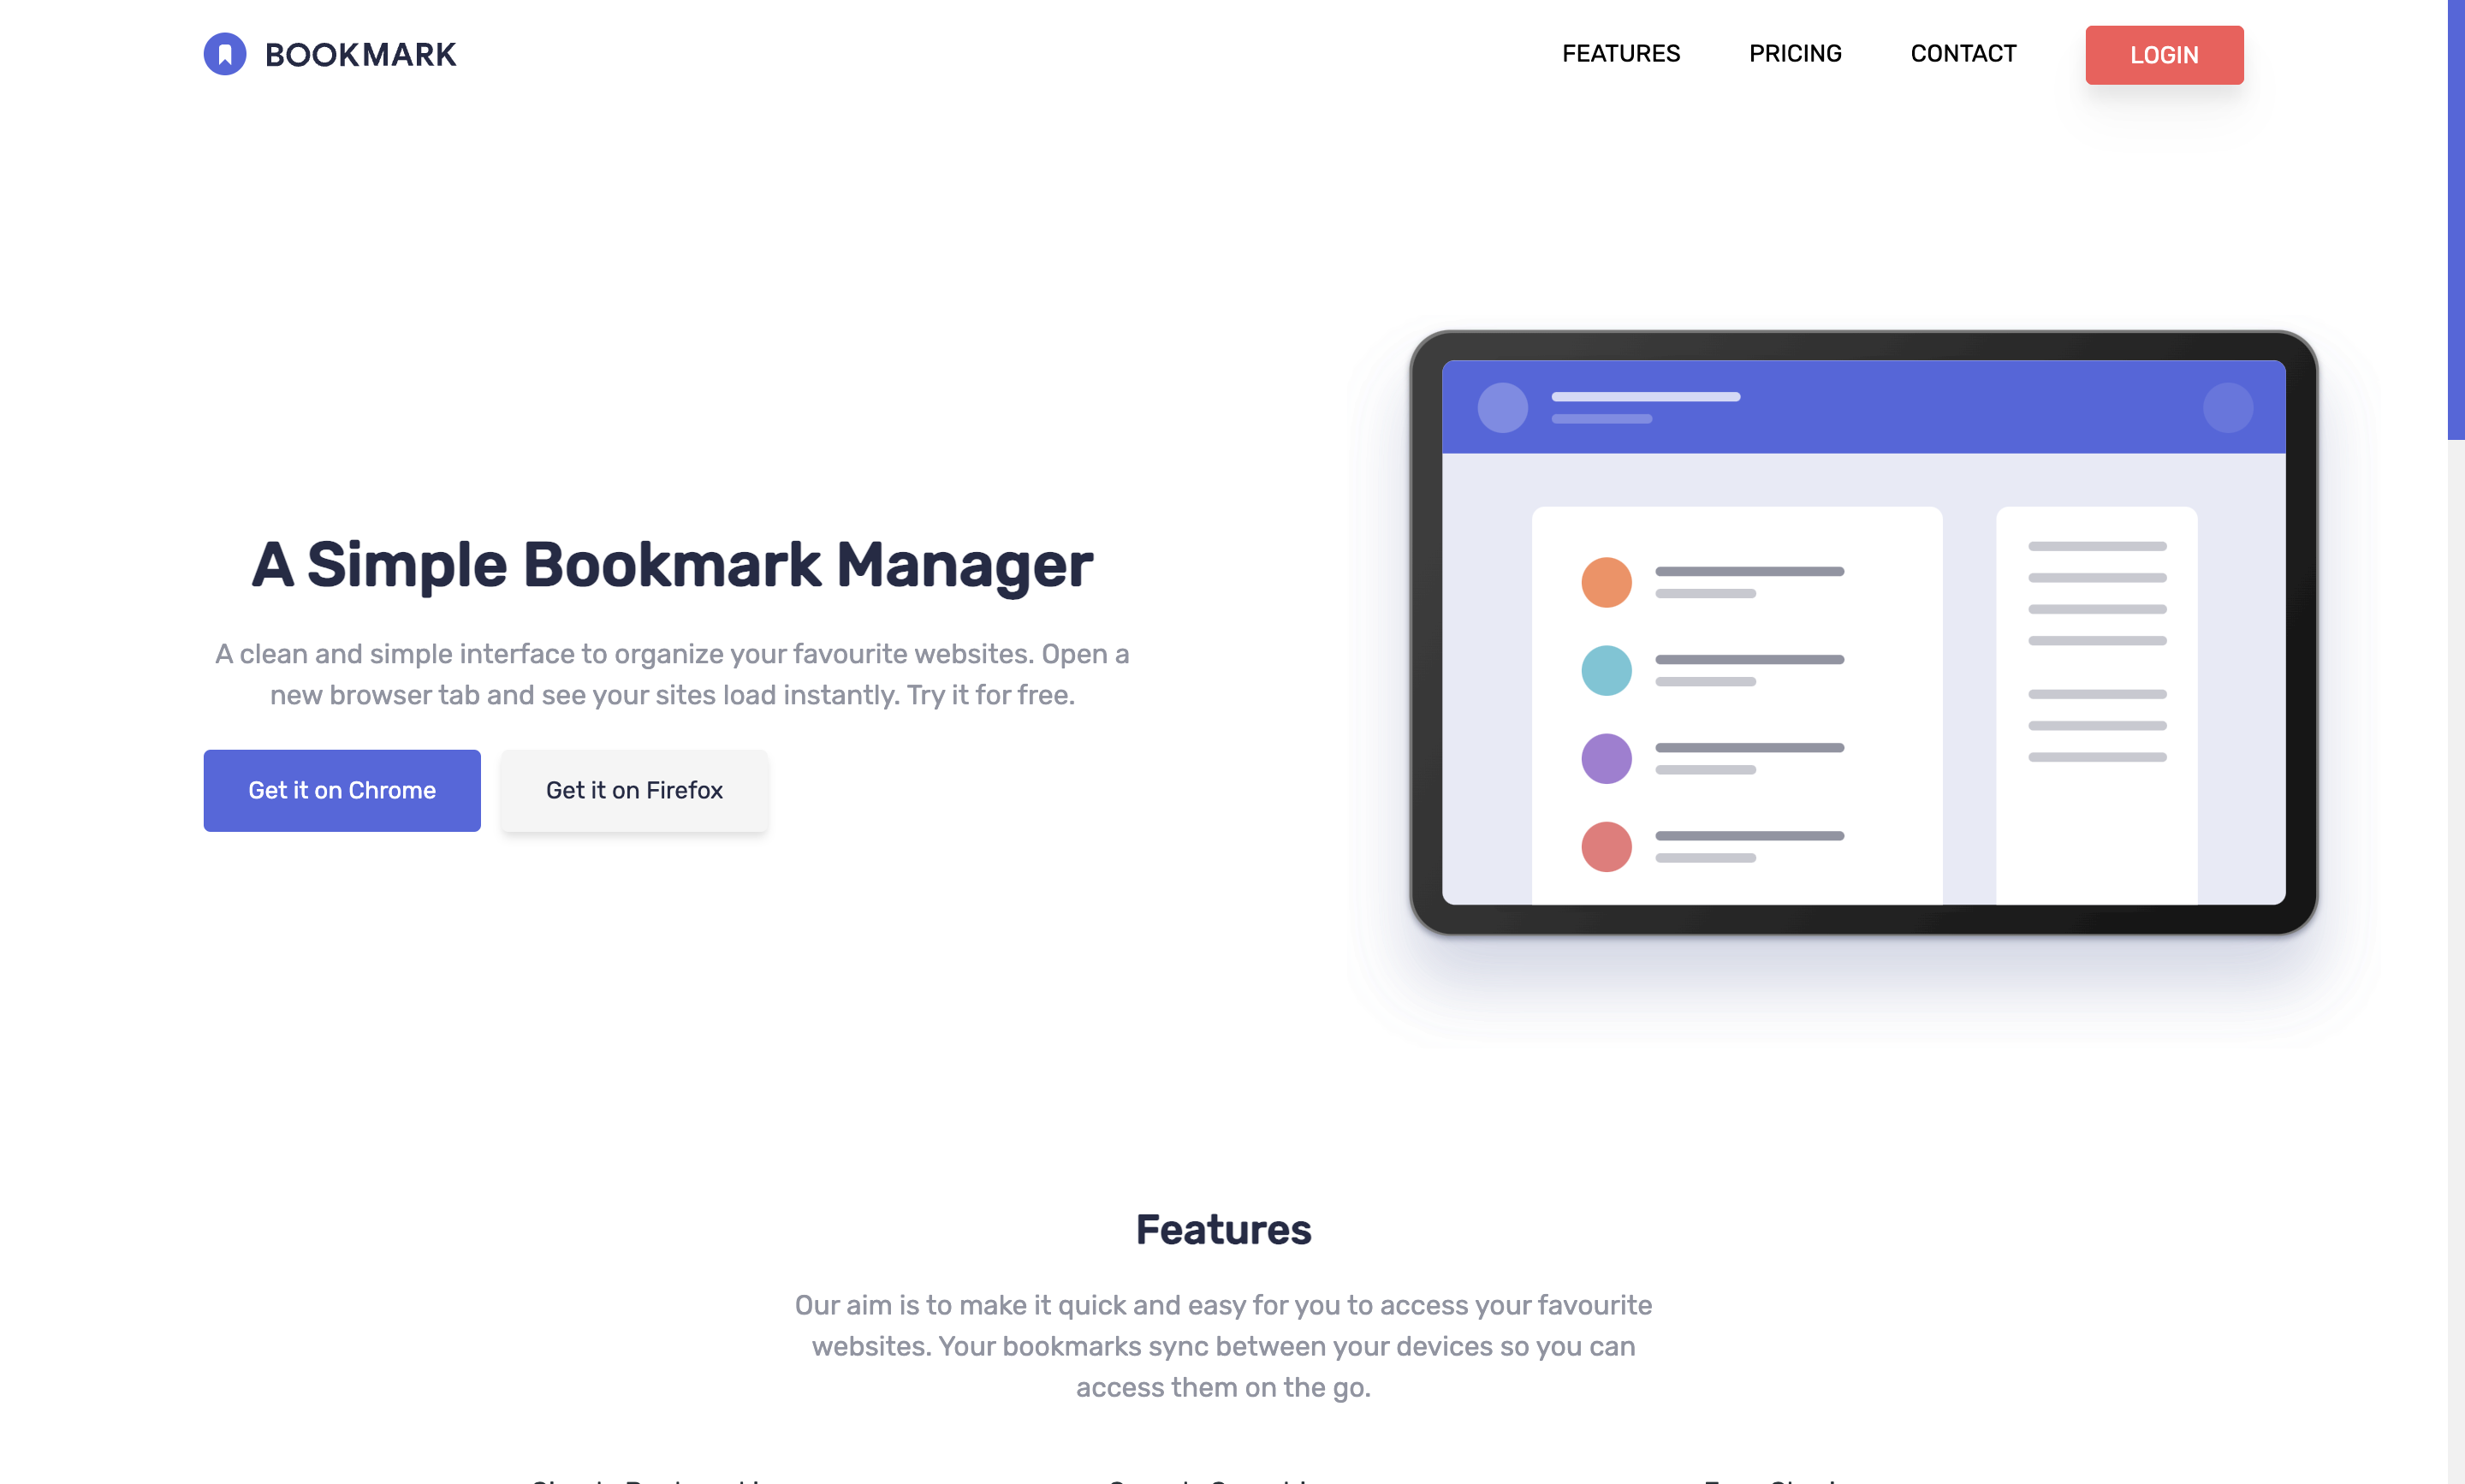 BOOKMARK
FEATURES PRICING CONTACT LOGIN
A Simple Bookmark Manager
A clean and simple interface to organize your favourite websites. Open a
new browser tab and see your sites load instantly. Try it for free.
Get it on Chrome Get it on Firefox
Features
Our aim is to make it quick and easy for you to access your favourite
websites. Your bookmarks sync between your devices so you can
access them on the go.